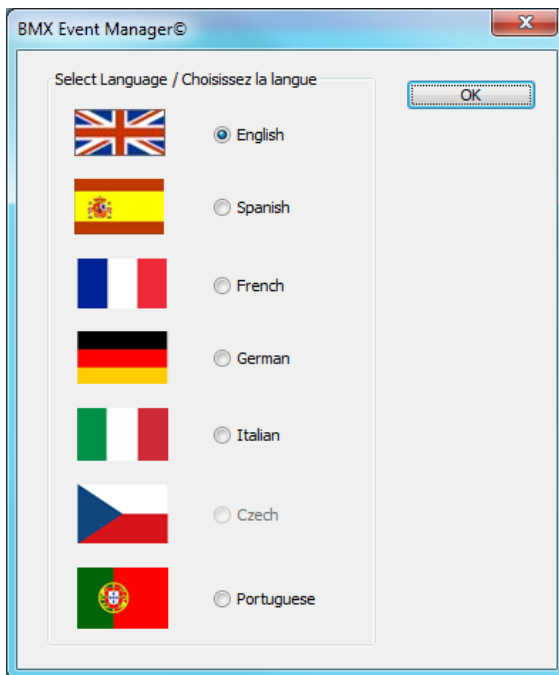 BMX Event Manager©
Select Language / Choisissez la langue
OK
English
Spanish
French
German
Italian
Czech
Portuguese